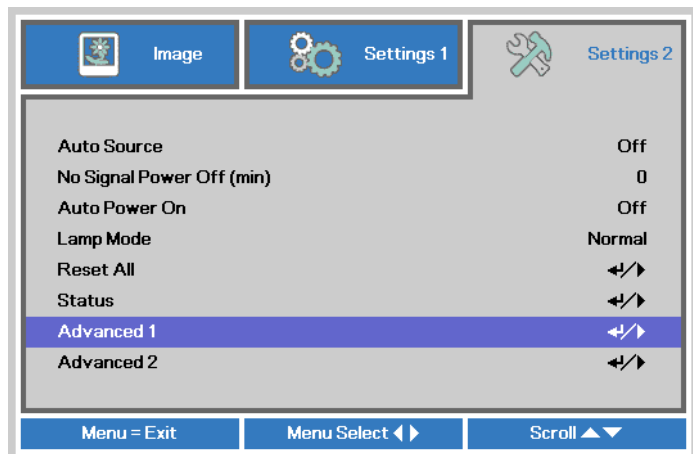 Image Settings 1 Settings 2
Auto Source Off
No Signal Power Off (min) 0
Auto Power On Off
Lamp Mode Normal
Reset All ↵/▶
Status ↵/▶
Advanced 1 ↵/▶
Advanced 2 ↵/▶
Menu = Exit Menu Select ◀▶ Scroll ▲▼